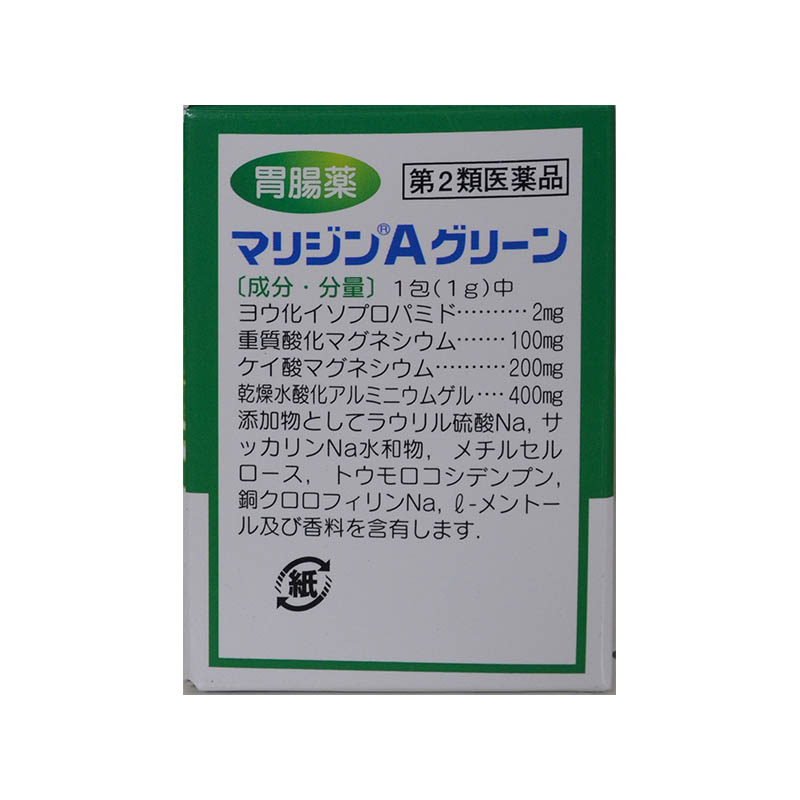 胃腸薬 第2類医薬品
マリジン®Aグリーン
〔成分・分量〕1包(1g)中
ヨウ化イソプロパミド……… 2mg
重質酸化マグネシウム…… 100mg
ケイ酸マグネシウム……… 200mg
乾燥水酸化アルミニウムゲル‥‥ 400mg
添加物としてラウリル硫酸Na, サ
ッカリンNa水和物, メチルセル
ロース, トウモロコシデンプン,
銅クロロフィリンNa, ℓ-メントー
ル及び香料を含有します.
紙